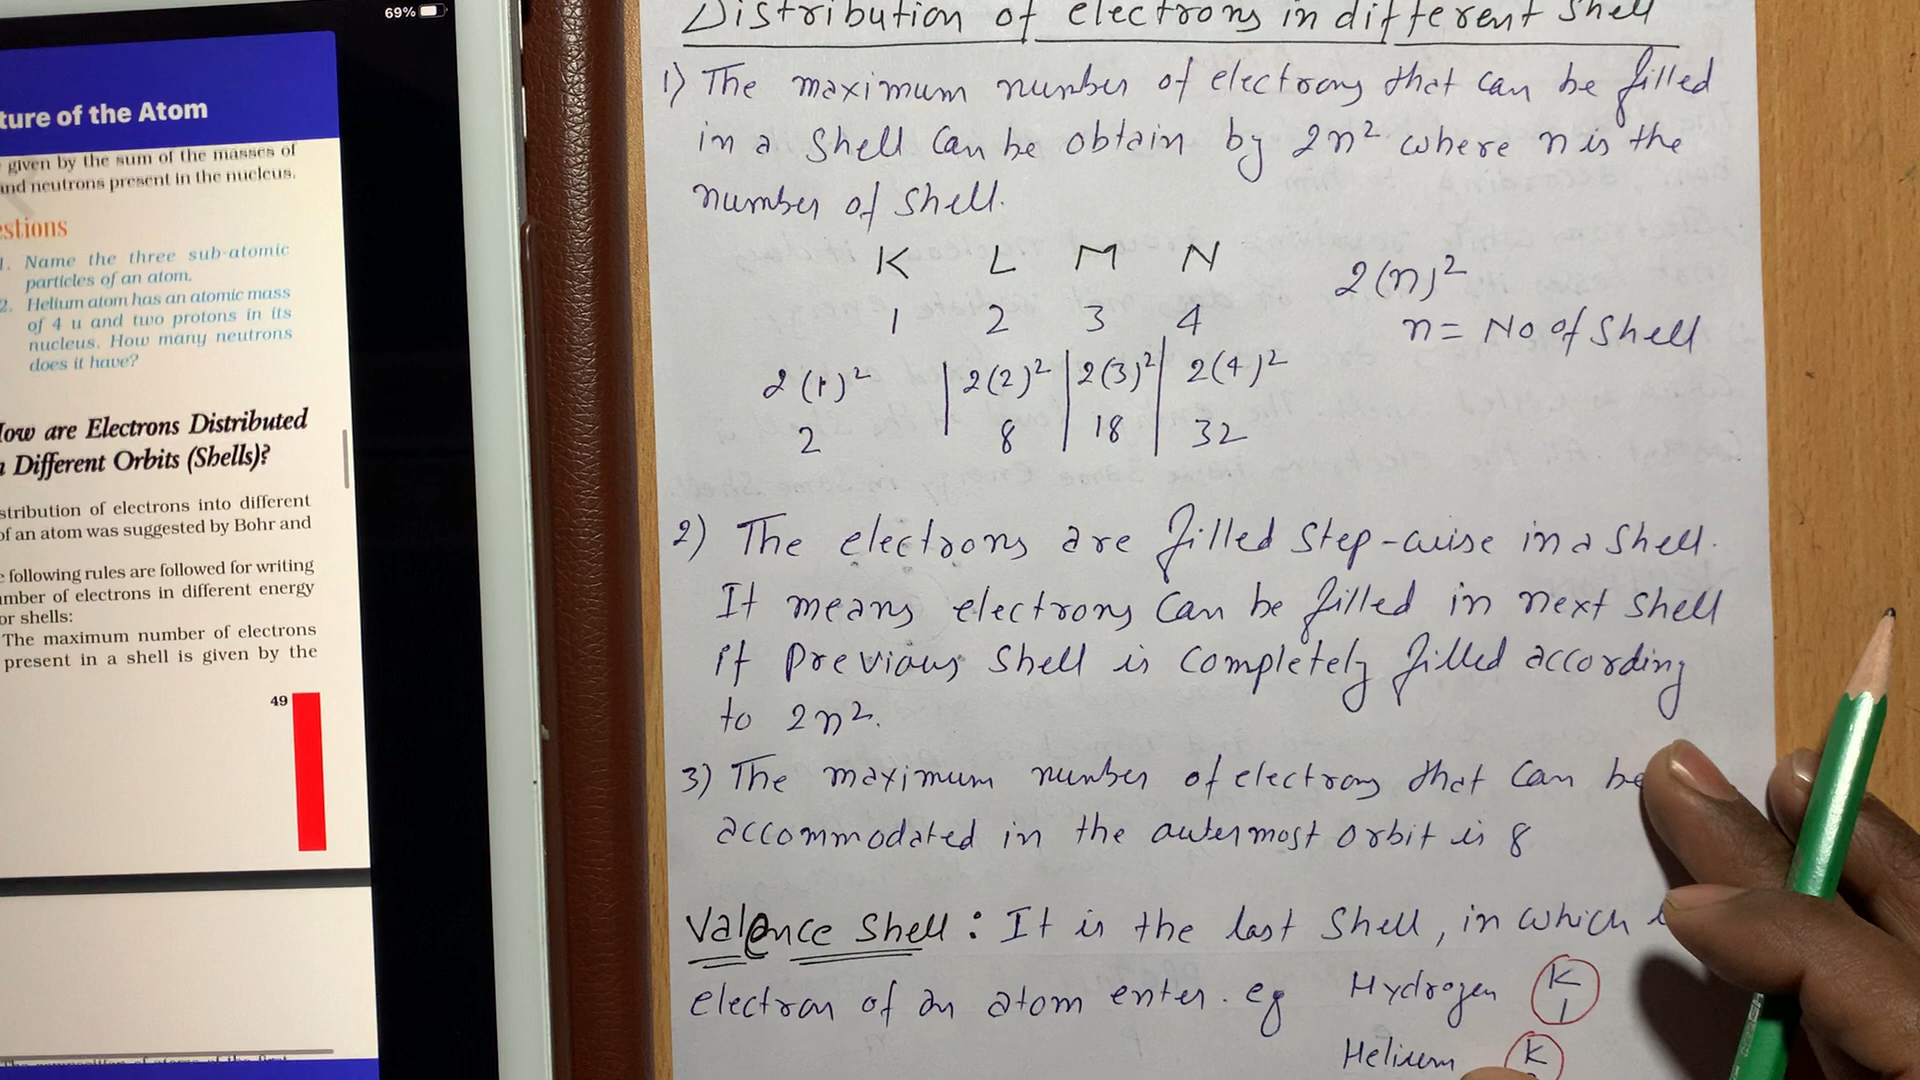 69%
ture of the Atom
given by the sum of the masses of
and neutrons present in the nucleus.
estions
1. Name the three sub-atomic
particles of an atom.
2. Helium atom has an atomic mass
of 4 u and two protons in its
nucleus. How many neutrons
does it have?
How are Electrons Distributed
n Different Orbits (Shells)?
stribution of electrons into different
of an atom was suggested by Bohr and
e following rules are followed for writing
umber of electrons in different energy
or shells:
The maximum number of electrons
present in a shell is given by the
49
Distribution of electrons in different shell
1) The maximum number of electrons that can be filled
in a shell can be obtain by 2n² where n is the
number of shell.
K L M N
1 2 3 4
2(1)² | 2(2)² | 2(3)² | 2(4)²
2 8 18 32
2(n)²
n = No of shell
2) The electrons are filled step-wise in a shell.
It means electrons can be filled in next shell
if previous shell is completely filled according
to 2n².
3) The maximum number of electrons that can be
accommodated in the outermost orbit is 8
Valence shell : It is the last shell, in which
electron of an atom enter. eg Hydrogen K
1
Helium K